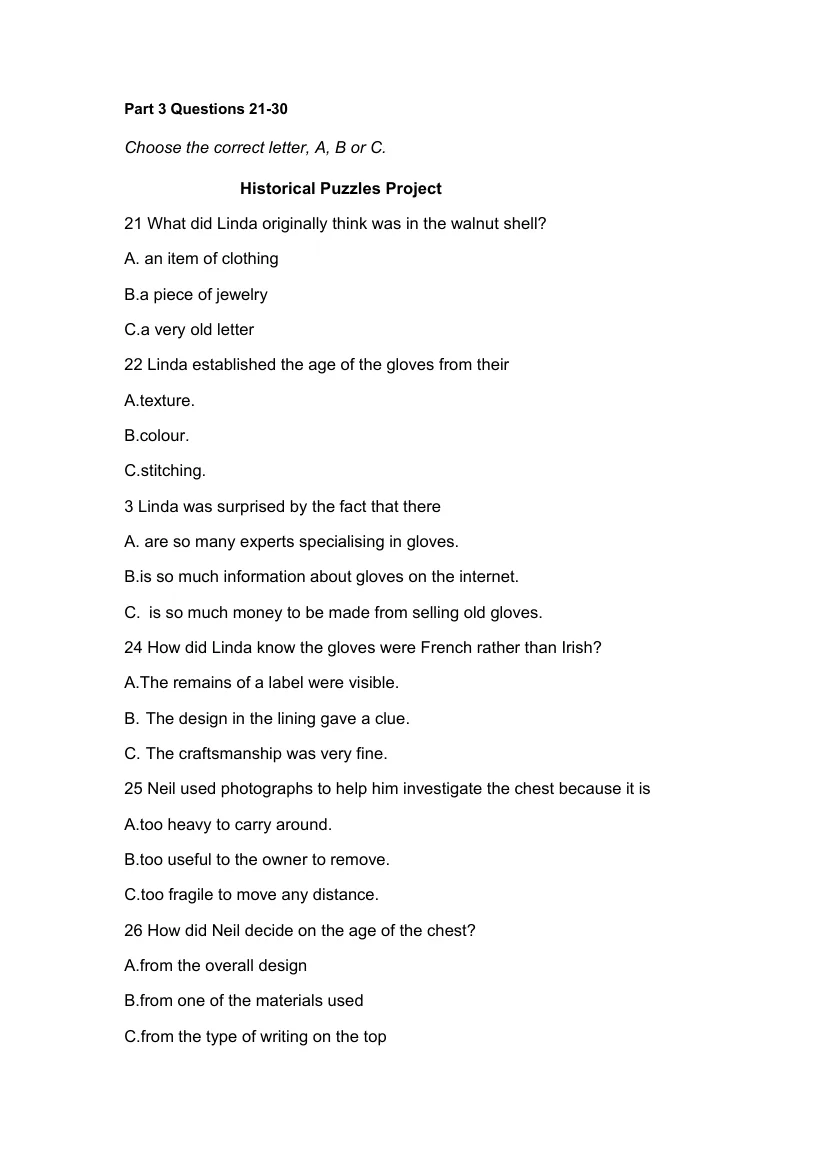 Part 3 Questions 21-30
Choose the correct letter, A, B or C.
Historical Puzzles Project
21 What did Linda originally think was in the walnut shell?
A. an item of clothing
B.a piece of jewelry
C.a very old letter
22 Linda established the age of the gloves from their
A.texture.
B.colour.
C.stitching.
3 Linda was surprised by the fact that there
A. are so many experts specialising in gloves.
B.is so much information about gloves on the internet.
C. is so much money to be made from selling old gloves.
24 How did Linda know the gloves were French rather than Irish?
A.The remains of a label were visible.
B. The design in the lining gave a clue.
C. The craftsmanship was very fine.
25 Neil used photographs to help him investigate the chest because it is
A.too heavy to carry around.
B.too useful to the owner to remove.
C.too fragile to move any distance.
26 How did Neil decide on the age of the chest?
A.from the overall design
B.from one of the materials used
C.from the type of writing on the top